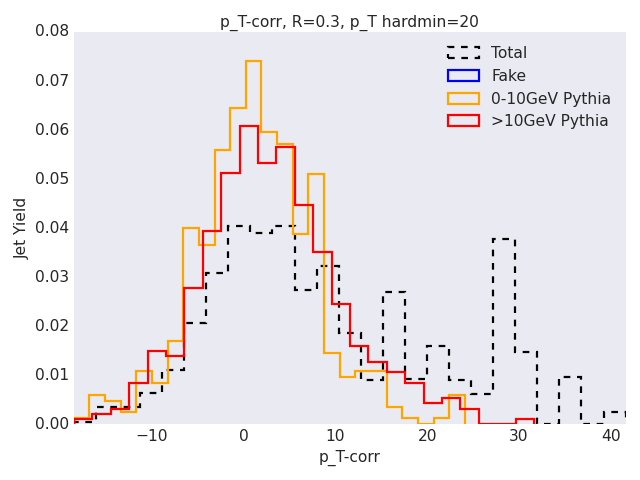 p_T-corr, R=0.3, p_T hardmin=20
0.08
0.07
0.06
0.05
0.04
0.03
0.02
0.01
0.00
Jet Yield
Total
Fake
0-10GeV Pythia
>10GeV Pythia
−10 0 10 20 30 40
p_T-corr